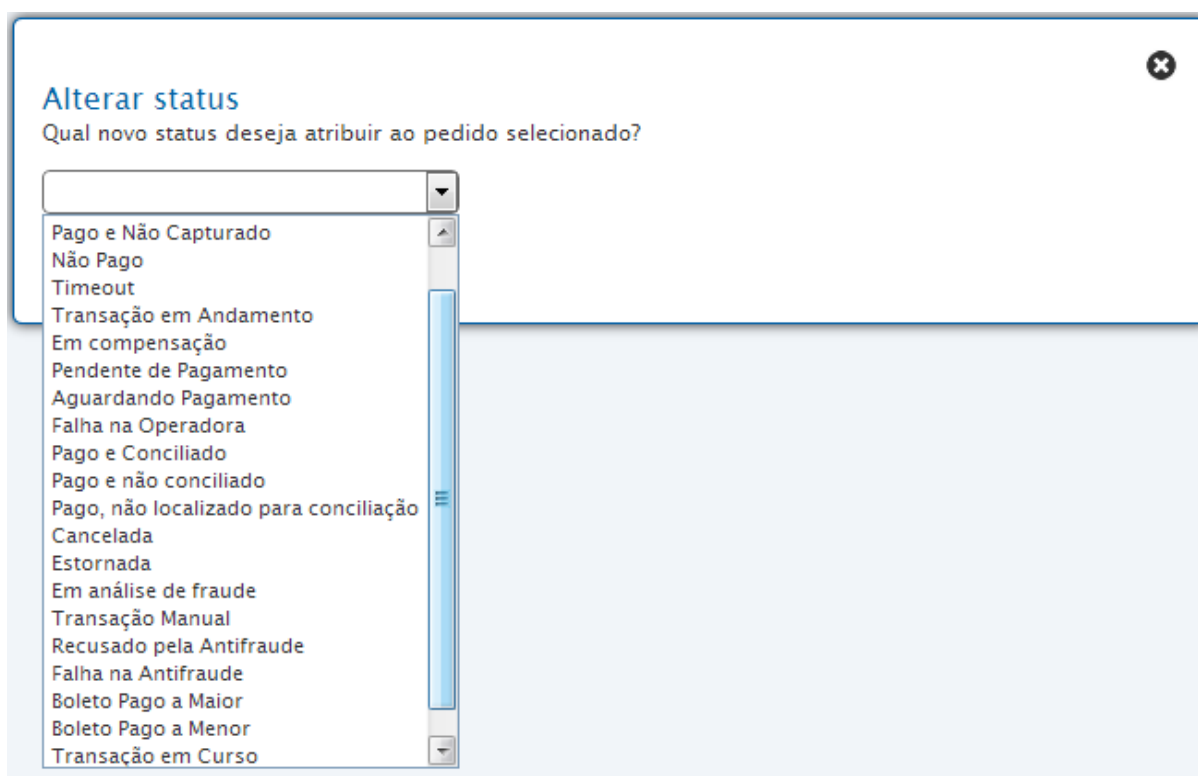 Alterar status
Qual novo status deseja atribuir ao pedido selecionado?
Pago e Não Capturado
Não Pago
Timeout
Transação em Andamento
Em compensação
Pendente de Pagamento
Aguardando Pagamento
Falha na Operadora
Pago e Conciliado
Pago e não conciliado
Pago, não localizado para conciliação
Cancelada
Estornada
Em análise de fraude
Transação Manual
Recusado pela Antifraude
Falha na Antifraude
Boleto Pago a Maior
Boleto Pago a Menor
Transação em Curso